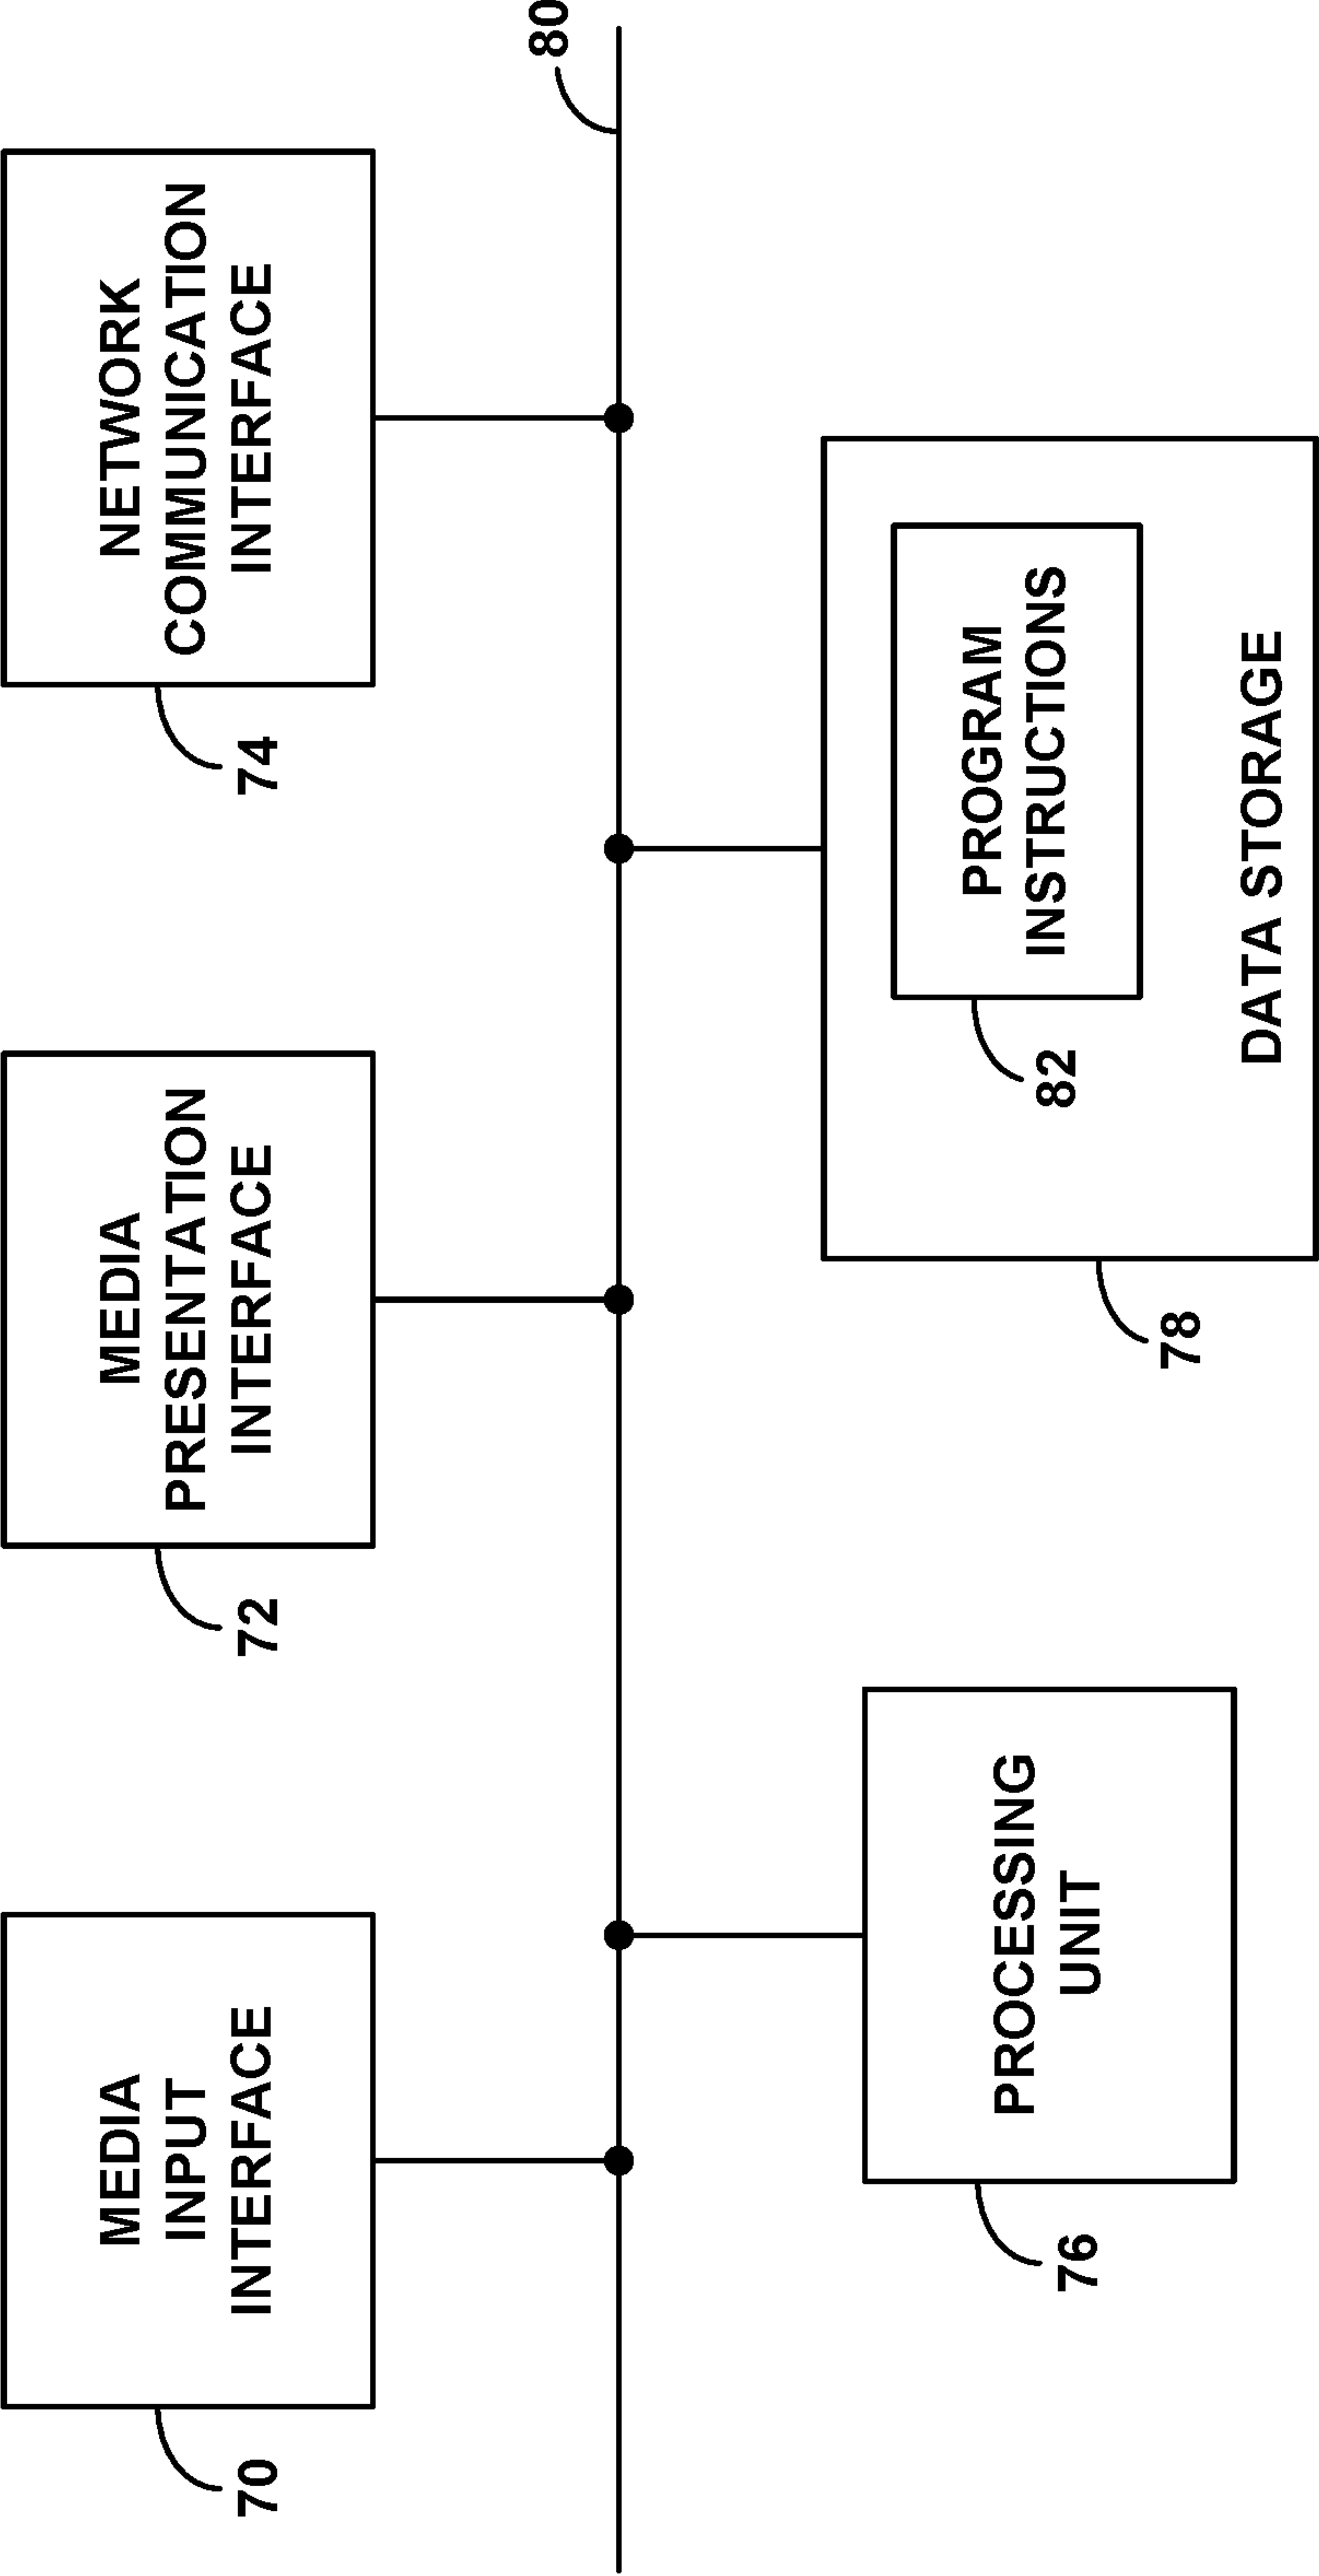 MEDIA
INPUT
INTERFACE
70
MEDIA
PRESENTATION
INTERFACE
72
NETWORK
COMMUNICATION
INTERFACE
74
80
PROCESSING
UNIT
76
PROGRAM
INSTRUCTIONS
82
DATA STORAGE
78